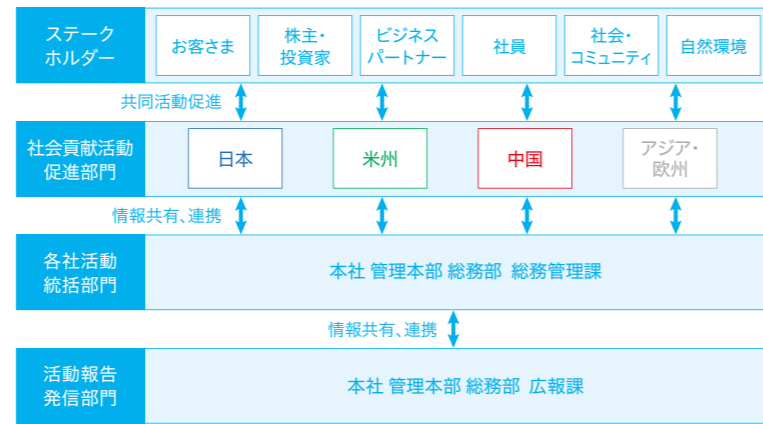 ステーク
ホルダー
お客さま
株主・
投資家
ビジネス
パートナー
社員
社会・
コミュニティ
自然環境
共同活動促進
社会貢献活動
促進部門
日本
米州
中国
アジア・
欧州
情報共有、連携
各社活動
統括部門
本社 管理本部 総務部 総務管理課
情報共有、連携
活動報告
発信部門
本社 管理本部 総務部 広報課